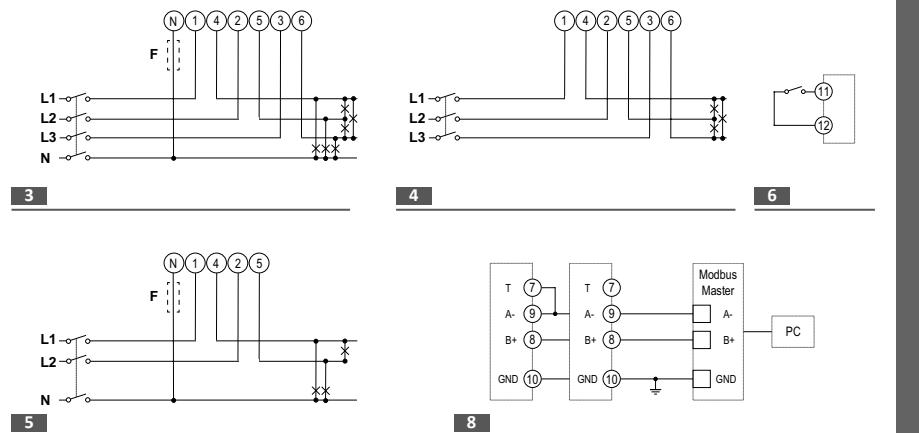 N 1 4 2 5 3 6
F
L1
L2
L3
N
3
1 4 2 5 3 6
L1
L2
L3
4
11
12
6
N 1 4 2 5
F
L1
L2
N
5
T 7 T 7 Modbus
Master
A- 9 A- 9 A-
B+ 8 B+ 8 B+
PC
GND 10 GND 10 GND
8